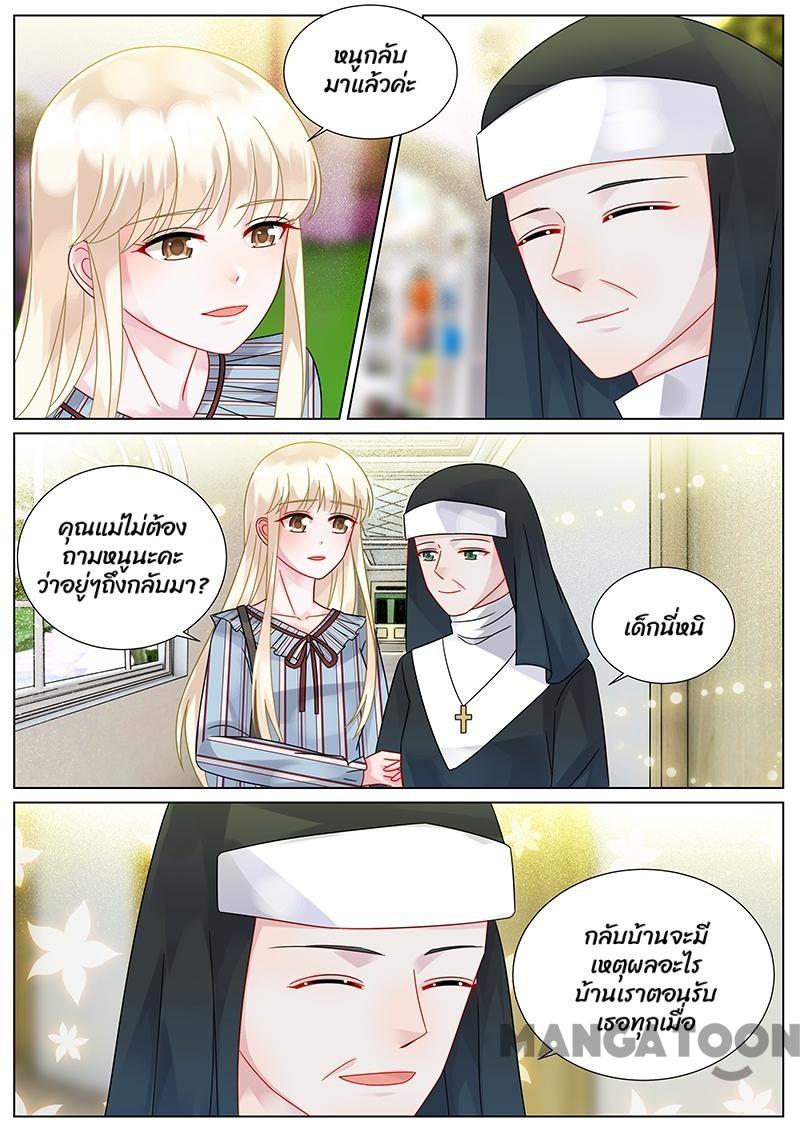 หนูกลับ
มาแล้วค่ะ
คุณแม่ไม่ต้อง
ถามหนูนะคะ
ว่าอยู่ๆถึงกลับมา?
เด็กนี่หนิ
กลับบ้านจะมี
เหตุผลอะไร
บ้านเราตอนรับ
เธอทุกเมื่อ
MANGATOON